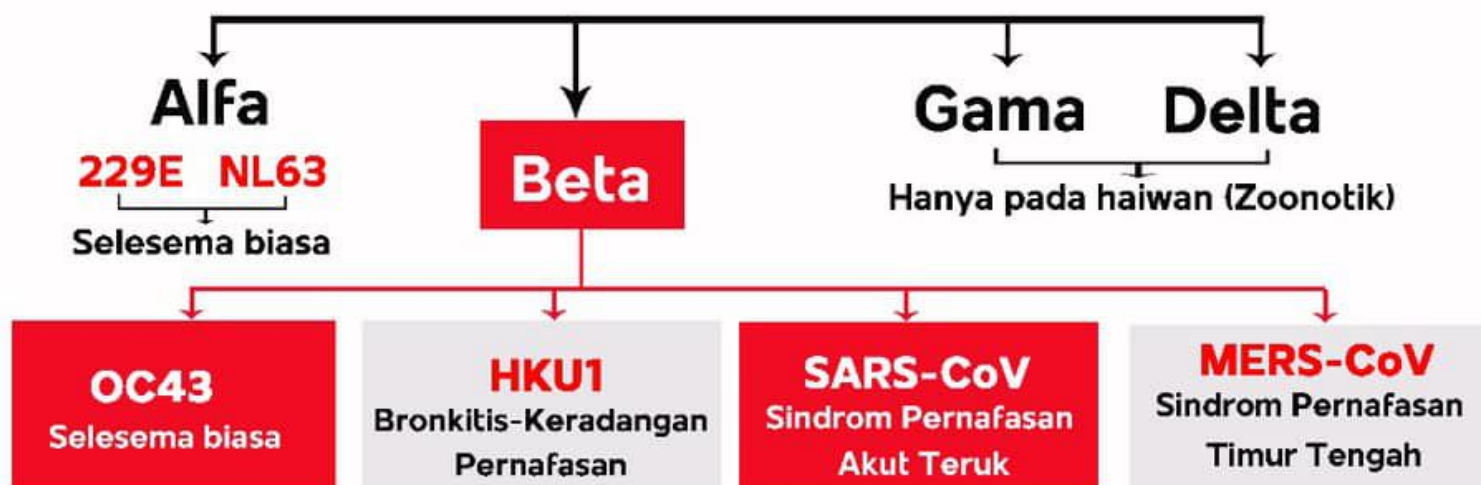 Alfa
229E NL63
Selesema biasa
Beta
Gama Delta
Hanya pada haiwan (Zoonotik)
OC43
Selesema biasa
HKU1
Bronkitis-Keradangan
Pernafasan
SARS-CoV
Sindrom Pernafasan
Akut Teruk
MERS-CoV
Sindrom Pernafasan
Timur Tengah